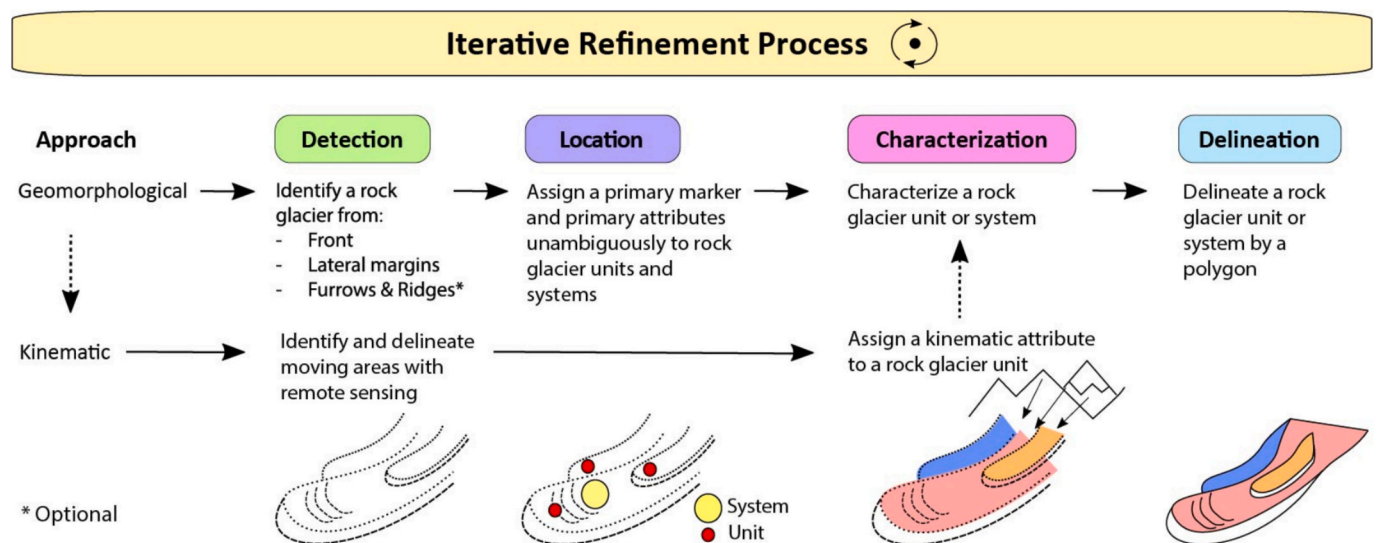 Iterative Refinement Process
Approach
Detection
Location
Characterization
Delineation
Geomorphological
Identify a rock
glacier from:
- Front
- Lateral margins
- Furrows & Ridges*
Assign a primary marker
and primary attributes
unambiguously to rock
glacier units and
systems
Characterize a rock
glacier unit or system
Delineate a rock
glacier unit or
system by a
polygon
Kinematic
Identify and delineate
moving areas with
remote sensing
Assign a kinematic attribute
to a rock glacier unit
* Optional
System
Unit